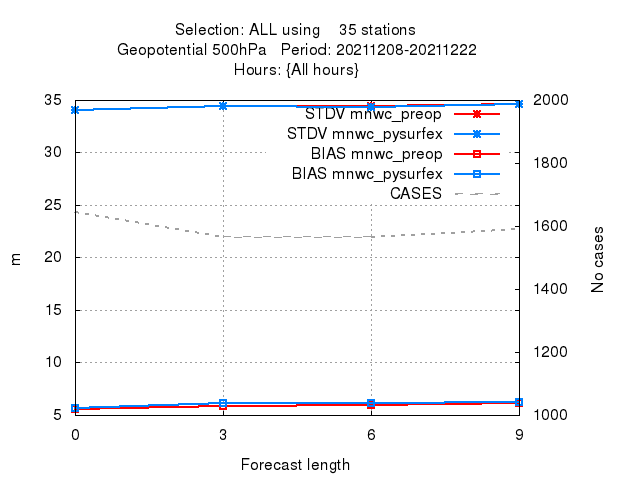 Selection: ALL using    35 stations
Geopotential 500hPa   Period: 20211208-20211222
Hours: {All hours}
35
30
25
20
15
10
5
m
STDV mnwc_preop
STDV mnwc_pysurfex
BIAS mnwc_preop
BIAS mnwc_pysurfex
CASES
2000
1800
1600
1400
1200
1000
No cases
0
3
6
9
Forecast length